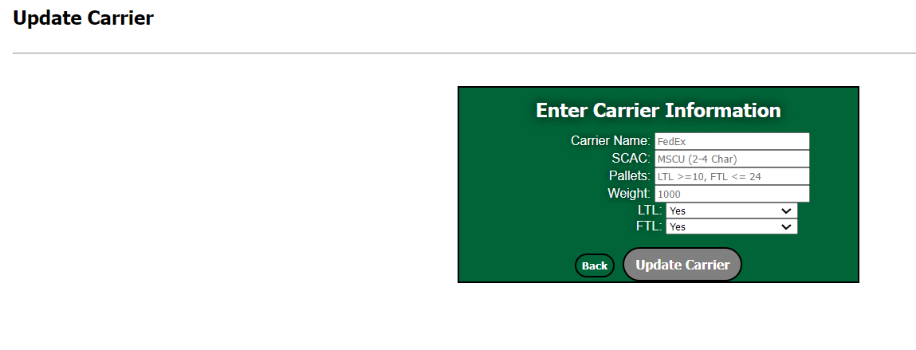 Update Carrier
Enter Carrier Information
Carrier Name: FedEx
SCAC: MSCU (2-4 Char)
Pallets: LTL >=10, FTL <= 24
Weight: 1000
LTL: Yes
FTL: Yes
Back Update Carrier